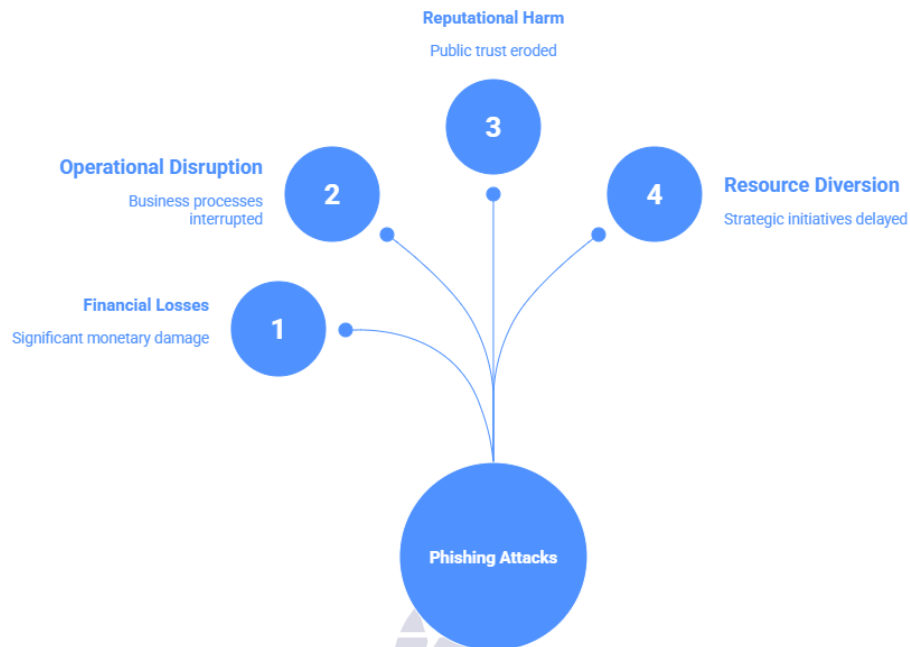 Reputational Harm
Public trust eroded
3
Operational Disruption
Business processes
interrupted
2
4
Resource Diversion
Strategic initiatives delayed
Financial Losses
Significant monetary damage
1
Phishing Attacks